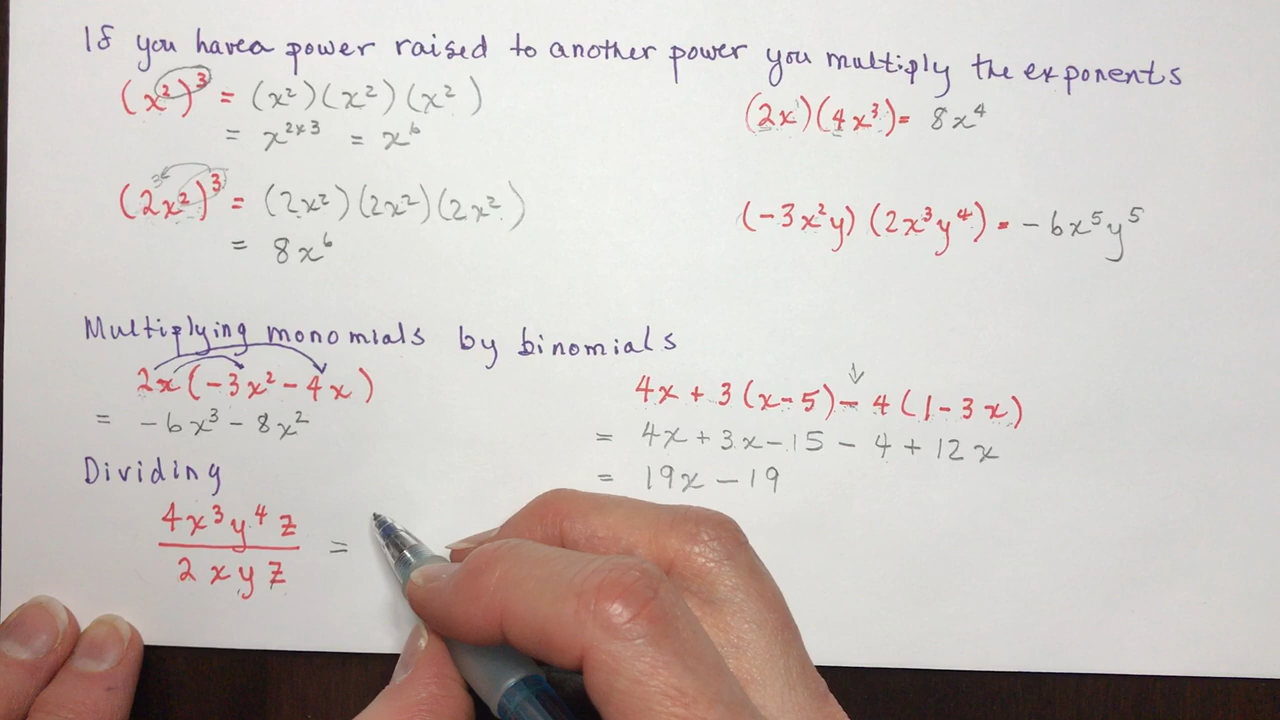 If you have a power raised to another power you multiply the exponents
(x²)³ = (x²)(x²)(x²)
= x²ˣ³ = x⁶
(2x)(4x³) = 8x⁴
(2x²)³ = (2x²)(2x²)(2x²)
= 8x⁶
(-3x²y)(2x³y⁴) = -6x⁵y⁵
Multiplying monomials by binomials
2x(-3x² - 4x)
= -6x³ - 8x²
4x + 3(x-5) - 4(1-3x)
= 4x + 3x - 15 - 4 + 12x
= 19x - 19
Dividing
4x³y⁴z
2xyz
=